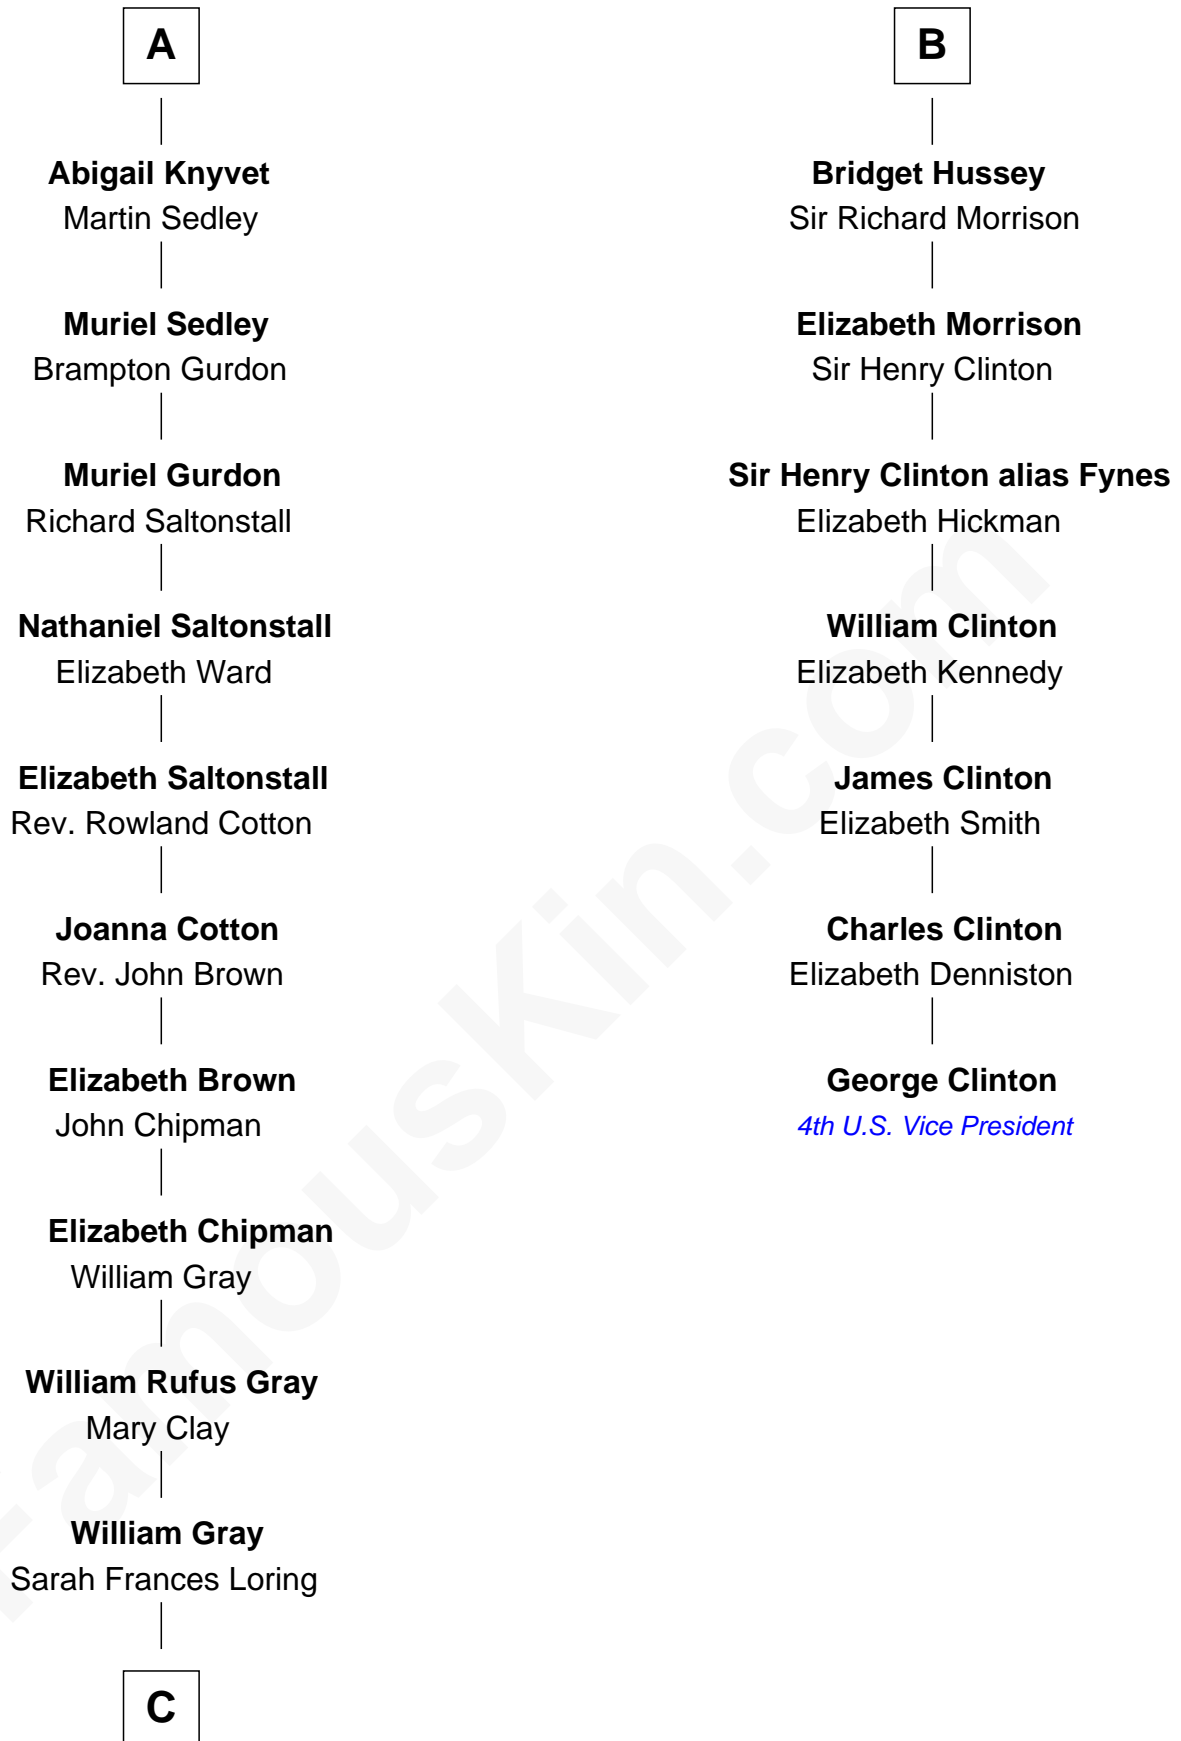 A
Abigail Knyvet
Martin Sedley
Muriel Sedley
Brampton Gurdon
Muriel Gurdon
Richard Saltonstall
Nathaniel Saltonstall
Elizabeth Ward
Elizabeth Saltonstall
Rev. Rowland Cotton
Joanna Cotton
Rev. John Brown
Elizabeth Brown
John Chipman
Elizabeth Chipman
William Gray
William Rufus Gray
Mary Clay
William Gray
Sarah Frances Loring
C
B
Bridget Hussey
Sir Richard Morrison
Elizabeth Morrison
Sir Henry Clinton
Sir Henry Clinton alias Fynes
Elizabeth Hickman
William Clinton
Elizabeth Kennedy
James Clinton
Elizabeth Smith
Charles Clinton
Elizabeth Denniston
George Clinton
4th U.S. Vice President
FamousKin.com